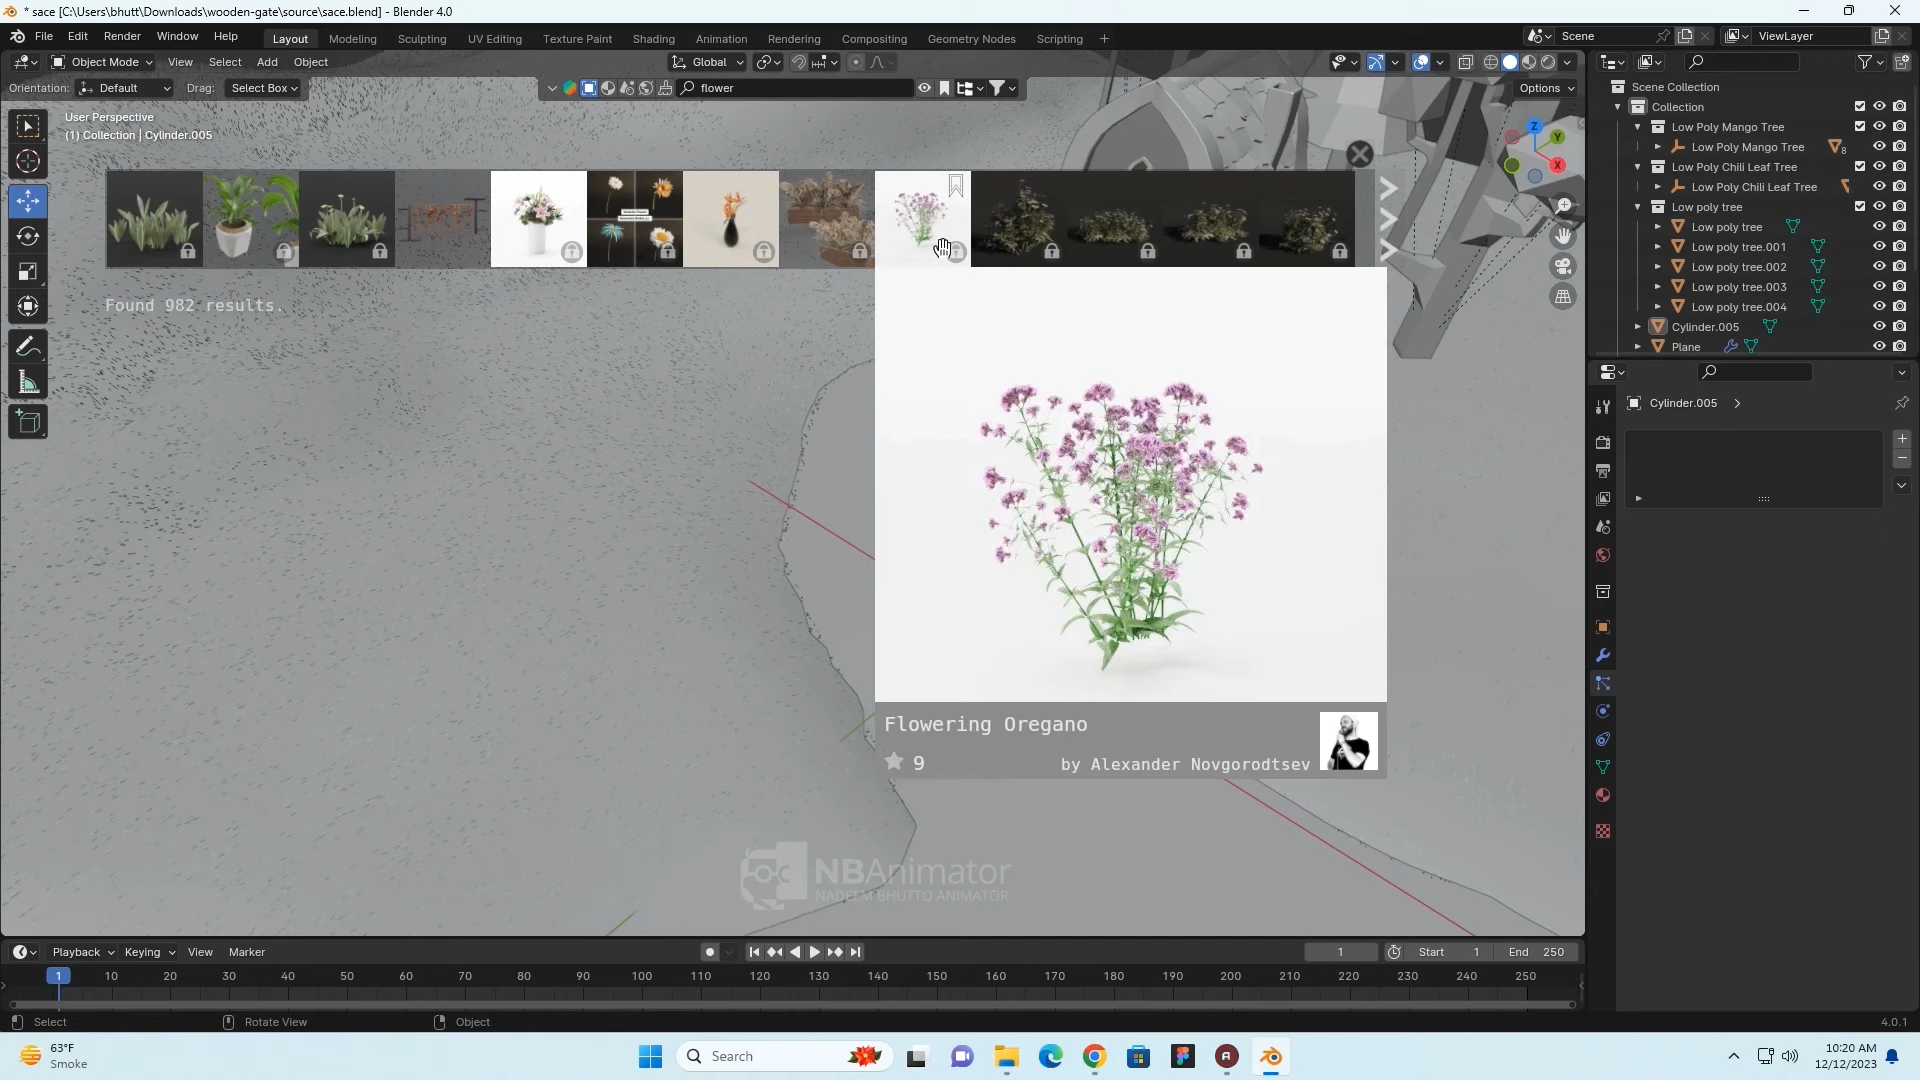 * sace [C:\Users\bhutt\Downloads\wooden-gate\source\sace.blend] - Blender 4.0
File Edit Render Window Help
Layout Modeling Sculpting UV Editing Texture Paint Shading Animation Rendering Compositing Geometry Nodes Scripting +
Scene
ViewLayer
Object Mode View Select Add Object
Global
Orientation: Default Drag: Select Box
flower
Options
User Perspective
(1) Collection | Cylinder.005
Z
Y
X
Found 982 results.
Flowering Oregano
9
by Alexander Novgorodtsev
NBAnimator
NADEEM BHUTTO ANIMATOR
Scene Collection
Collection
Low Poly Mango Tree
Low Poly Mango Tree
8
Low Poly Chili Leaf Tree
Low Poly Chili Leaf Tree
Low poly tree
Low poly tree
Low poly tree.001
Low poly tree.002
Low poly tree.003
Low poly tree.004
Cylinder.005
Plane
Cylinder.005
Playback Keying View Marker
1
Start 1
End 250
1 10 20 30 40 50 60 70 80 90 100 110 120 130 140 150 160 170 180 190 200 210 220 230 240 250
Select
Rotate View
Object
4.0.1
63°F
Smoke
Search
10:20 AM
12/12/2023